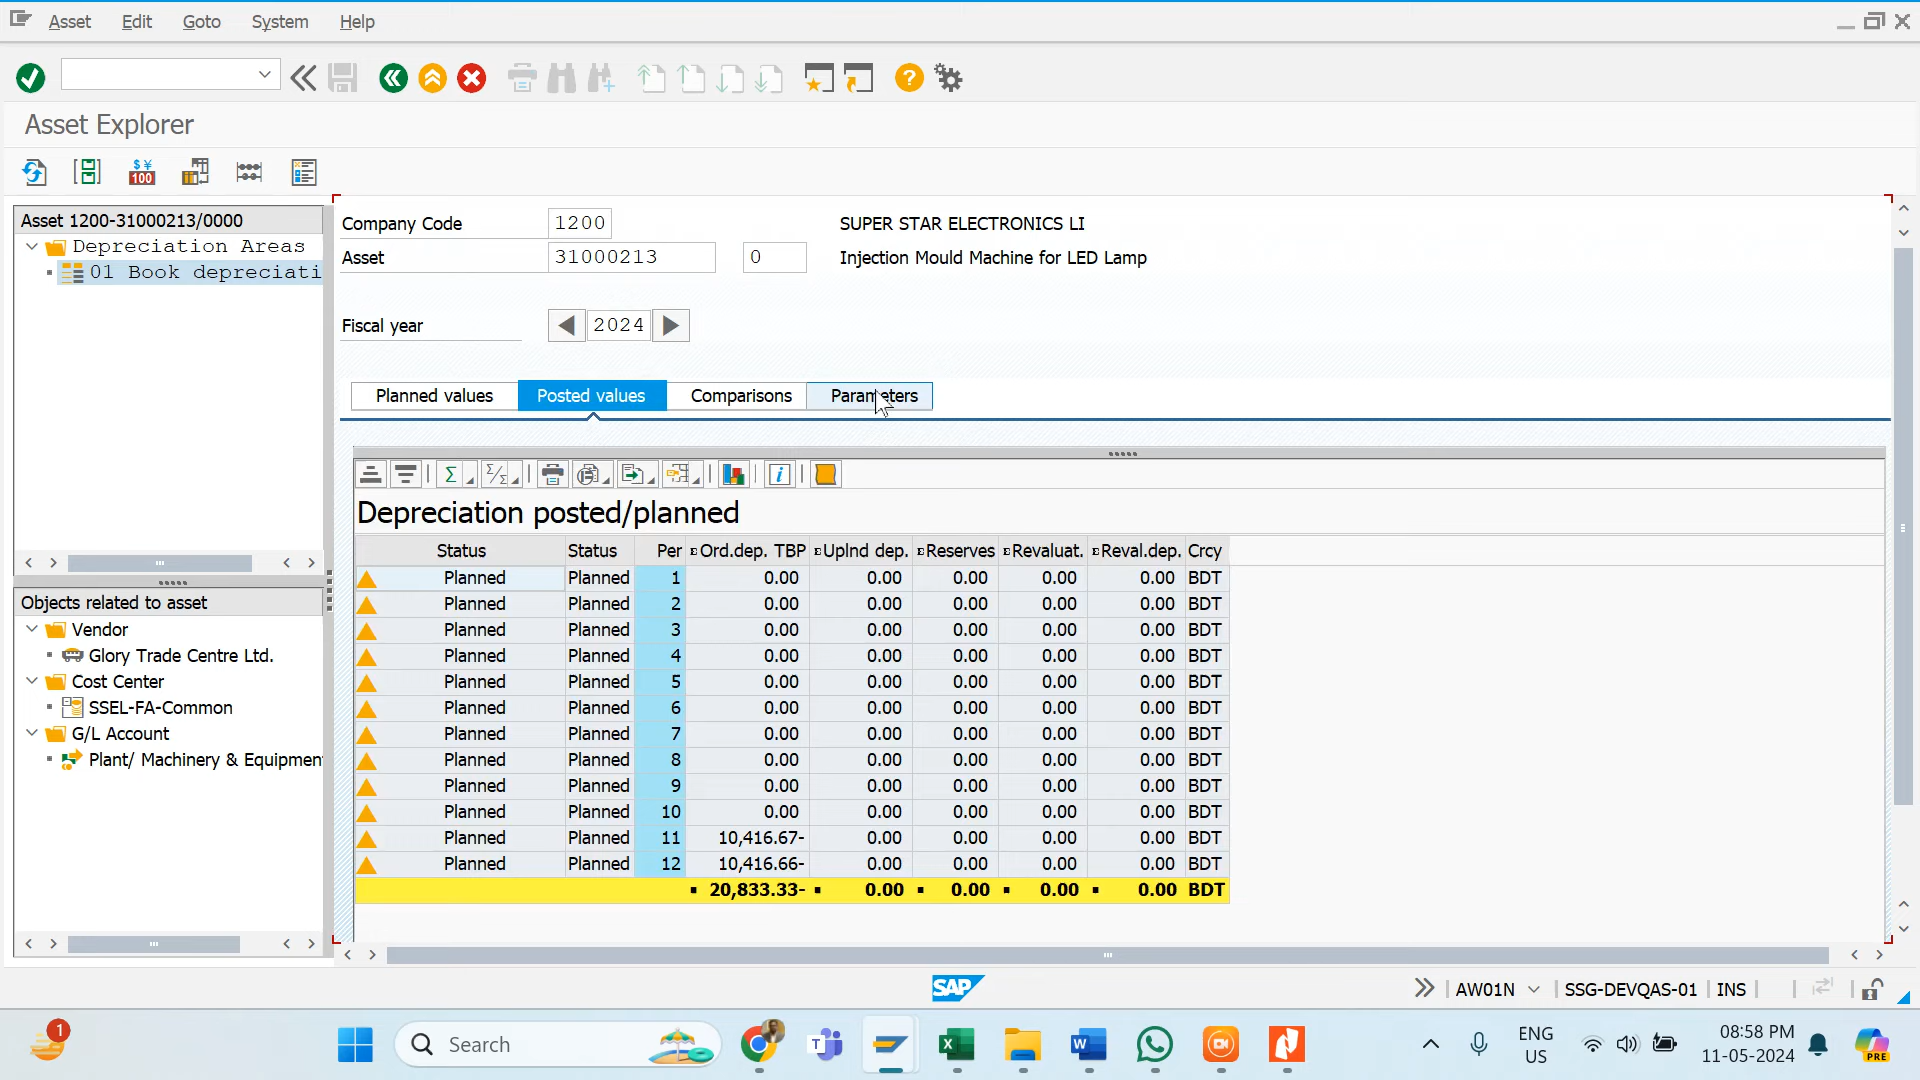 Asset Edit Goto System Help
Asset Explorer
Asset 1200-31000213/0000
Depreciation Areas
01 Book depreciati
Objects related to asset
Vendor
Glory Trade Centre Ltd.
Cost Center
SSEL-FA-Common
G/L Account
Plant/ Machinery & Equipmen
Company Code 1200 SUPER STAR ELECTRONICS LI
Asset 31000213 0 Injection Mould Machine for LED Lamp
Fiscal year 2024
Planned values Posted values Comparisons Parameters
Depreciation posted/planned
Status Status Per Ord.dep. TBP Uplnd dep. Reserves Revaluat. Reval.dep. Crcy
Planned Planned 1 0.00 0.00 0.00 0.00 0.00 BDT
Planned Planned 2 0.00 0.00 0.00 0.00 0.00 BDT
Planned Planned 3 0.00 0.00 0.00 0.00 0.00 BDT
Planned Planned 4 0.00 0.00 0.00 0.00 0.00 BDT
Planned Planned 5 0.00 0.00 0.00 0.00 0.00 BDT
Planned Planned 6 0.00 0.00 0.00 0.00 0.00 BDT
Planned Planned 7 0.00 0.00 0.00 0.00 0.00 BDT
Planned Planned 8 0.00 0.00 0.00 0.00 0.00 BDT
Planned Planned 9 0.00 0.00 0.00 0.00 0.00 BDT
Planned Planned 10 0.00 0.00 0.00 0.00 0.00 BDT
Planned Planned 11 10,416.67- 0.00 0.00 0.00 0.00 BDT
Planned Planned 12 10,416.66- 0.00 0.00 0.00 0.00 BDT
20,833.33- 0.00 0.00 0.00 0.00 BDT
SAP AW01N SSG-DEVQAS-01 INS
1 Search ENG 08:58 PM
US 11-05-2024 PRE